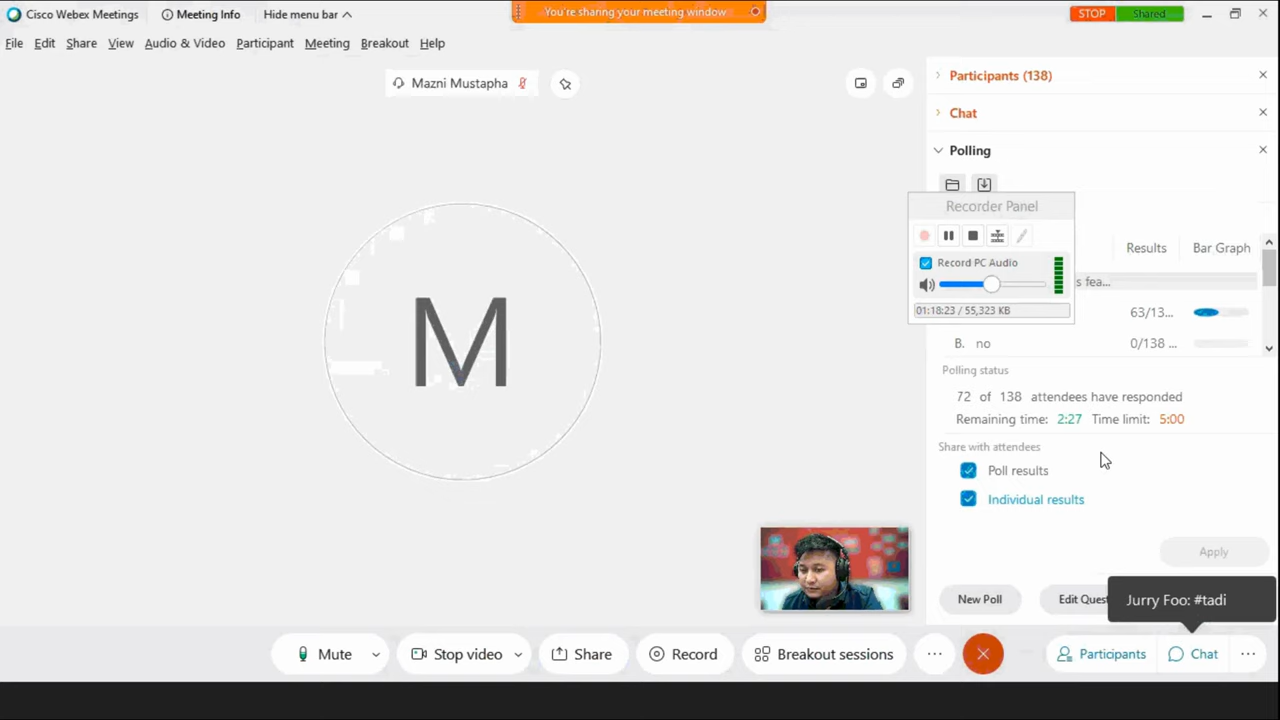 Cisco Webex Meetings Meeting Info Hide menu bar You're sharing your meeting window STOP Shared
File Edit Share View Audio & Video Participant Meeting Breakout Help
Mazni Mustapha
Participants (138)
Chat
Polling
Recorder Panel
Results Bar Graph
Record PC Audio
s fea...
01:18:23 / 55,323 KB
63/13...
B. no 0/138 ...
Polling status
72 of 138 attendees have responded
Remaining time: 2:27 Time limit: 5:00
Share with attendees
Poll results
Individual results
M
Apply
New Poll Edit Quest
Jurry Foo: #tadi
Mute Stop video Share Record Breakout sessions Participants Chat